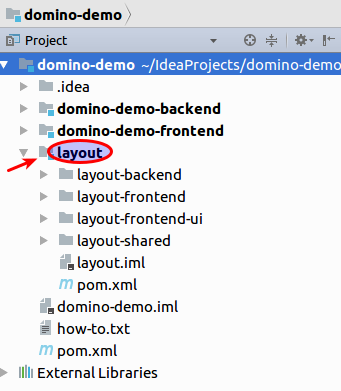 domino-demo
Project
domino-demo ~/IdeaProjects/domino-demo
.idea
domino-demo-backend
domino-demo-frontend
layout
layout-backend
layout-frontend
layout-frontend-ui
layout-shared
layout.iml
m pom.xml
domino-demo.iml
how-to.txt
m pom.xml
External Libraries